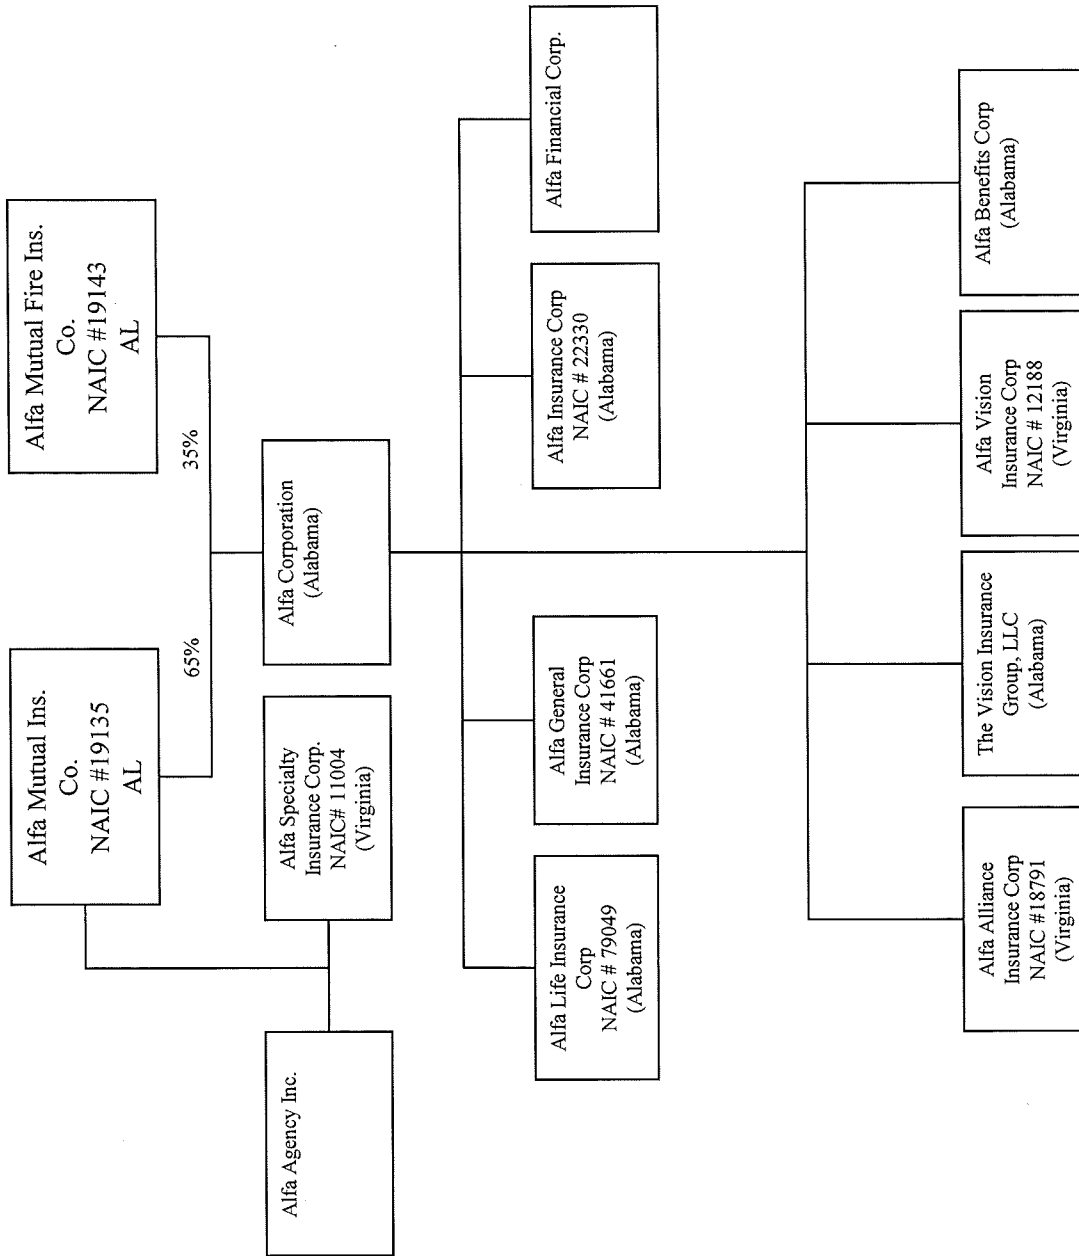 Alfa Mutual Ins.
Co.
NAIC #19135
AL
Alfa Mutual Fire Ins.
Co.
NAIC #19143
AL
65%
35%
Alfa Agency Inc.
Alfa Specialty
Insurance Corp.
NAIC# 11004
(Virginia)
Alfa Corporation
(Alabama)
Alfa Life Insurance
Corp
NAIC # 79049
(Alabama)
Alfa General
Insurance Corp
NAIC # 41661
(Alabama)
Alfa Insurance Corp
NAIC # 22330
(Alabama)
Alfa Financial Corp.
Alfa Alliance
Insurance Corp
NAIC #18791
(Virginia)
The Vision Insurance
Group, LLC
(Alabama)
Alfa Vision
Insurance Corp
NAIC # 12188
(Virginia)
Alfa Benefits Corp
(Alabama)